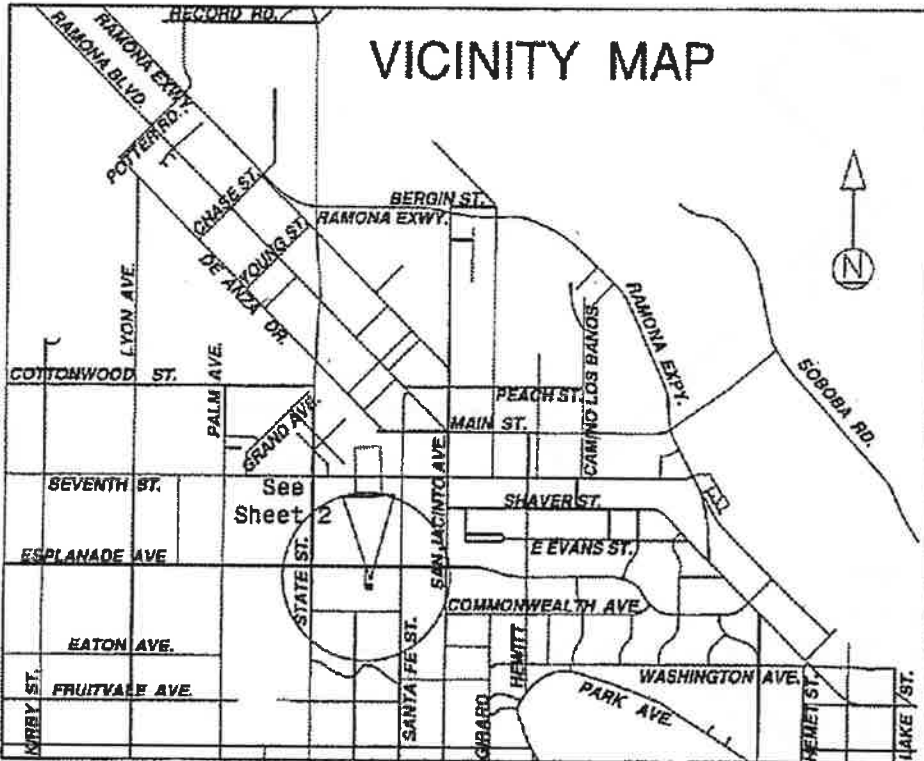 RECORD RD.
VICINITY MAP
RAMONA EXWY.
RAMONA BLVD.
POTTER RD.
CHASE ST.
YOUNG ST.
DE ANZA DR.
BERGIN ST.
RAMONA EXWY.
N
LYON AVE.
RAMONA EXPY.
SOBOBA RD.
CAMINO LOS BANOS
COTTONWOOD ST.
PALM AVE.
GRAND AVE.
PEACH ST.
MAIN ST.
SEVENTH ST.
See
Sheet 2
SAN JACINTO AVE.
SHAVER ST.
E EVANS ST.
ESPLANADE AVE
STATE ST.
COMMONWEALTH AVE.
EATON AVE.
SANTA FE ST.
HEWITT
WASHINGTON AVE.
FRUITVALE AVE.
PARK AVE.
KIRBY ST.
GIRARD
HEMET ST.
LAKE ST.